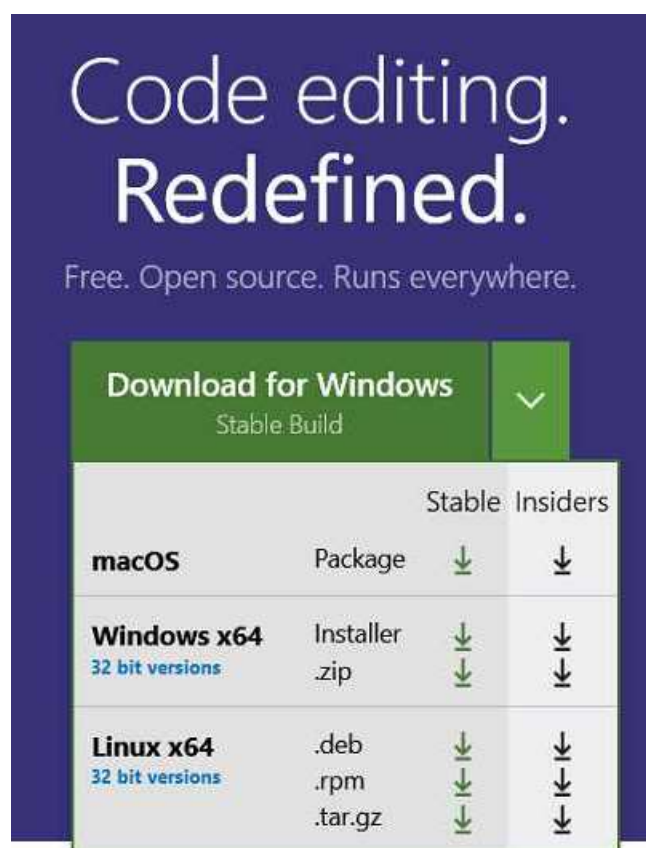 Code editing.
Redefined.
Free. Open source. Runs everywhere.
Download for Windows
Stable Build
Stable Insiders
macOS Package
Windows x64 Installer
32 bit versions .zip
Linux x64 .deb
32 bit versions .rpm
.tar.gz